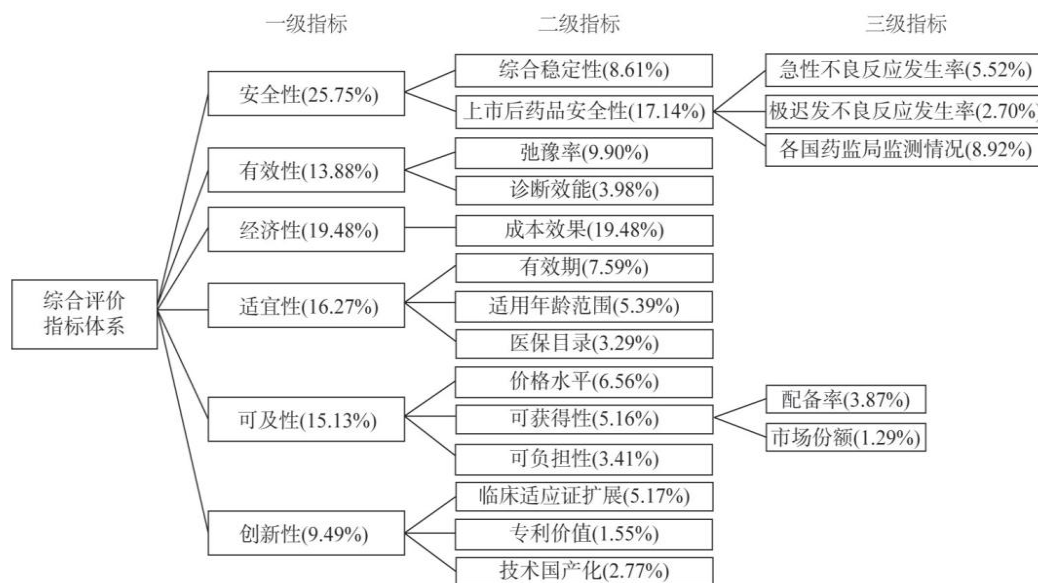 一级指标
二级指标
三级指标
综合评价
指标体系
安全性(25.75%)
综合稳定性(8.61%)
上市后药品安全性(17.14%)
急性不良反应发生率(5.52%)
极迟发不良反应发生率(2.70%)
各国药监局监测情况(8.92%)
有效性(13.88%)
弛豫率(9.90%)
诊断效能(3.98%)
经济性(19.48%)
成本效果(19.48%)
适宜性(16.27%)
有效期(7.59%)
适用年龄范围(5.39%)
医保目录(3.29%)
可及性(15.13%)
价格水平(6.56%)
可获得性(5.16%)
配备率(3.87%)
市场份额(1.29%)
可负担性(3.41%)
创新性(9.49%)
临床适应证扩展(5.17%)
专利价值(1.55%)
技术国产化(2.77%)